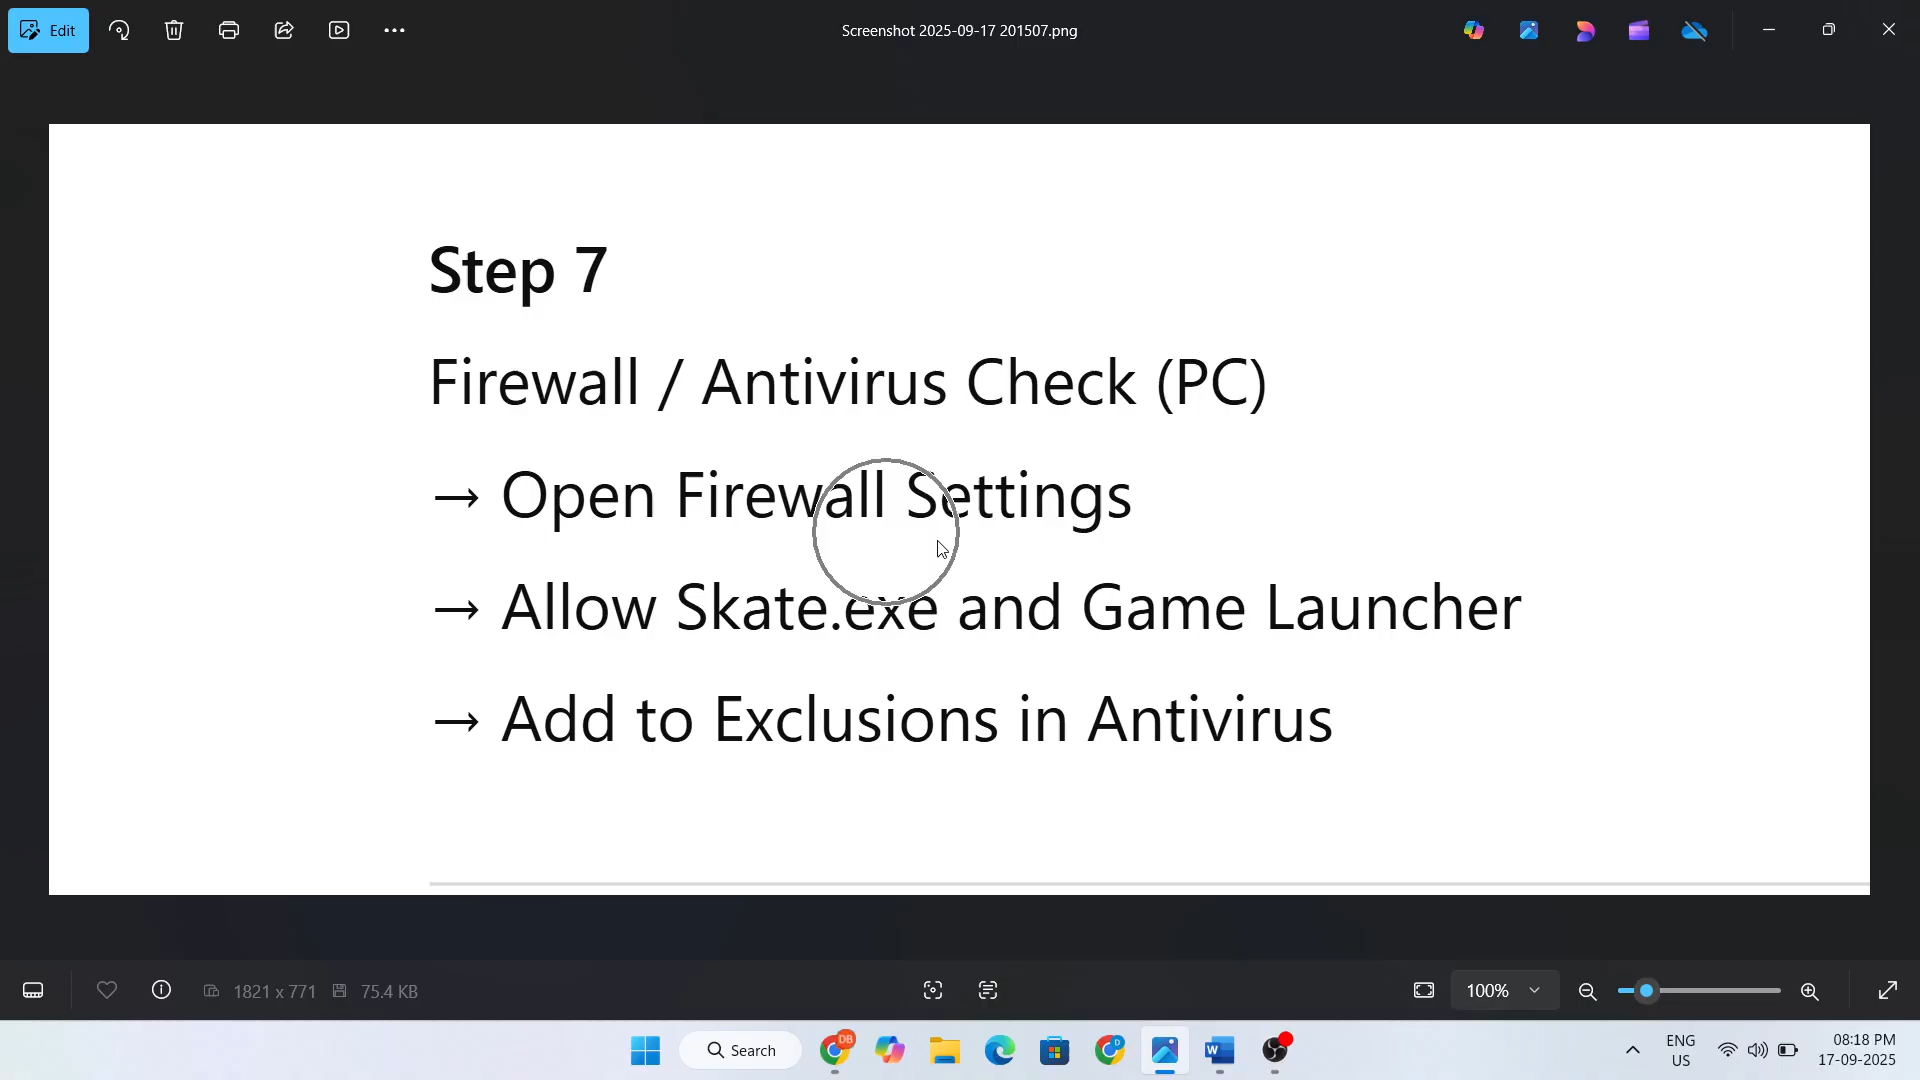 Edit
Screenshot 2025-09-17 201507.png
Step 7
Firewall / Antivirus Check (PC)
→ Open Firewall Settings
→ Allow Skate.exe and Game Launcher
→ Add to Exclusions in Antivirus
1821 x 771
75.4 KB
100%
Search
DB
D
W
ENG
US
08:18 PM
17-09-2025